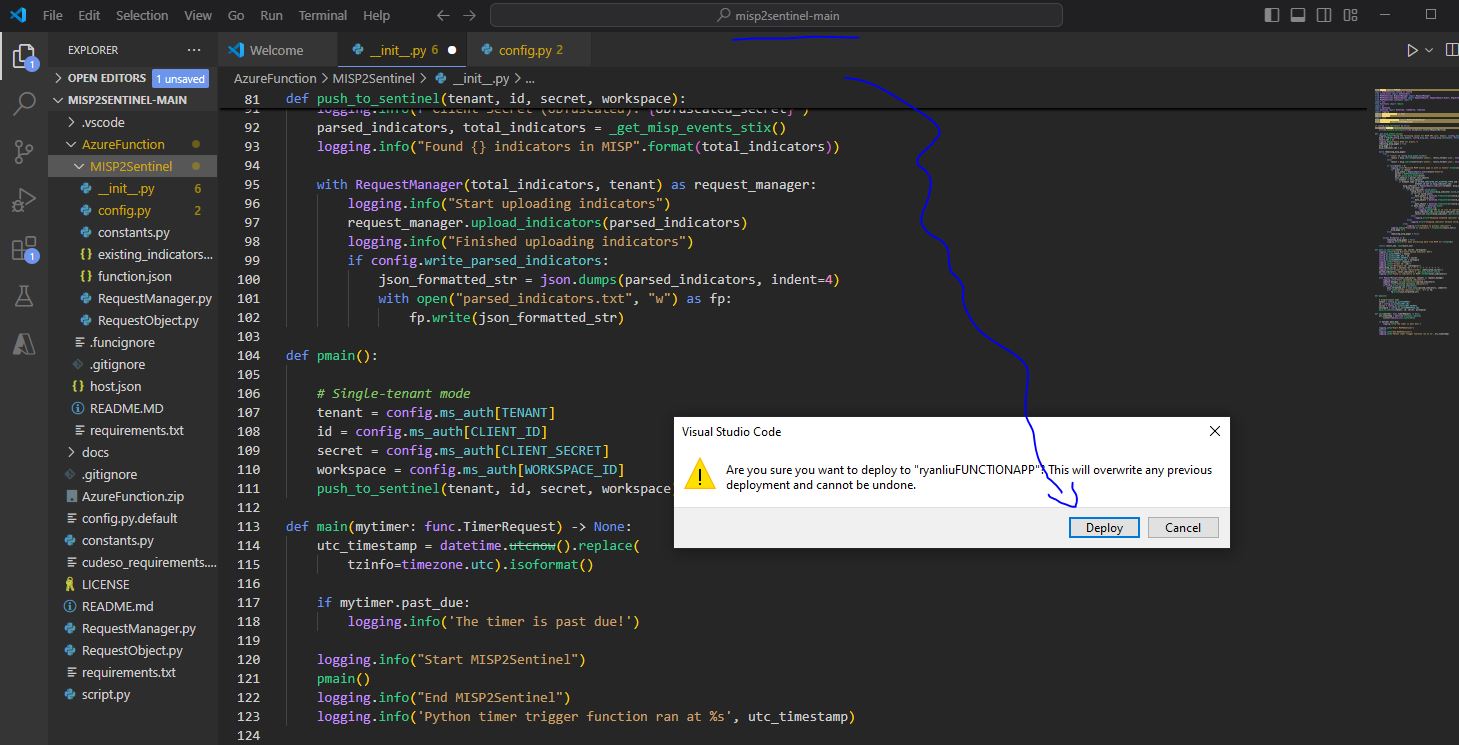 File Edit Selection View Go Run Terminal Help
misp2sentinel-main
EXPLORER ...
Welcome
__init__.py 6
config.py 2
OPEN EDITORS 1 unsaved
MISP2SENTINEL-MAIN
.vscode
AzureFunction
MISP2Sentinel
__init__.py 6
config.py 2
constants.py
existing_indicators...
function.json
RequestManager.py
RequestObject.py
.funcignore
.gitignore
host.json
README.MD
requirements.txt
docs
.gitignore
AzureFunction.zip
config.py.default
constants.py
cudeso_requirements....
LICENSE
README.md
RequestManager.py
RequestObject.py
requirements.txt
script.py
1
1
AzureFunction > MISP2Sentinel > __init__.py > ...
81 def push_to_sentinel(tenant, id, secret, workspace):
92 parsed_indicators, total_indicators = _get_misp_events_stix()
93 logging.info("Found {} indicators in MISP".format(total_indicators))
94
95 with RequestManager(total_indicators, tenant) as request_manager:
96 logging.info("Start uploading indicators")
97 request_manager.upload_indicators(parsed_indicators)
98 logging.info("Finished uploading indicators")
99 if config.write_parsed_indicators:
100 json_formatted_str = json.dumps(parsed_indicators, indent=4)
101 with open("parsed_indicators.txt", "w") as fp:
102 fp.write(json_formatted_str)
103
104 def pmain():
105
106 # Single-tenant mode
107 tenant = config.ms_auth[TENANT]
108 id = config.ms_auth[CLIENT_ID]
109 secret = config.ms_auth[CLIENT_SECRET]
110 workspace = config.ms_auth[WORKSPACE_ID]
111 push_to_sentinel(tenant, id, secret, workspace
112
113 def main(mytimer: func.TimerRequest) -> None:
114 utc_timestamp = datetime.utcnow().replace(
115 tzinfo=timezone.utc).isoformat()
116
117 if mytimer.past_due:
118 logging.info('The timer is past due!')
119
120 logging.info("Start MISP2Sentinel")
121 pmain()
122 logging.info("End MISP2Sentinel")
123 logging.info('Python timer trigger function ran at %s', utc_timestamp)
124
Visual Studio Code
Are you sure you want to deploy to "ryanliuFUNCTIONAPP"? This will overwrite any previous
deployment and cannot be undone.
Deploy Cancel